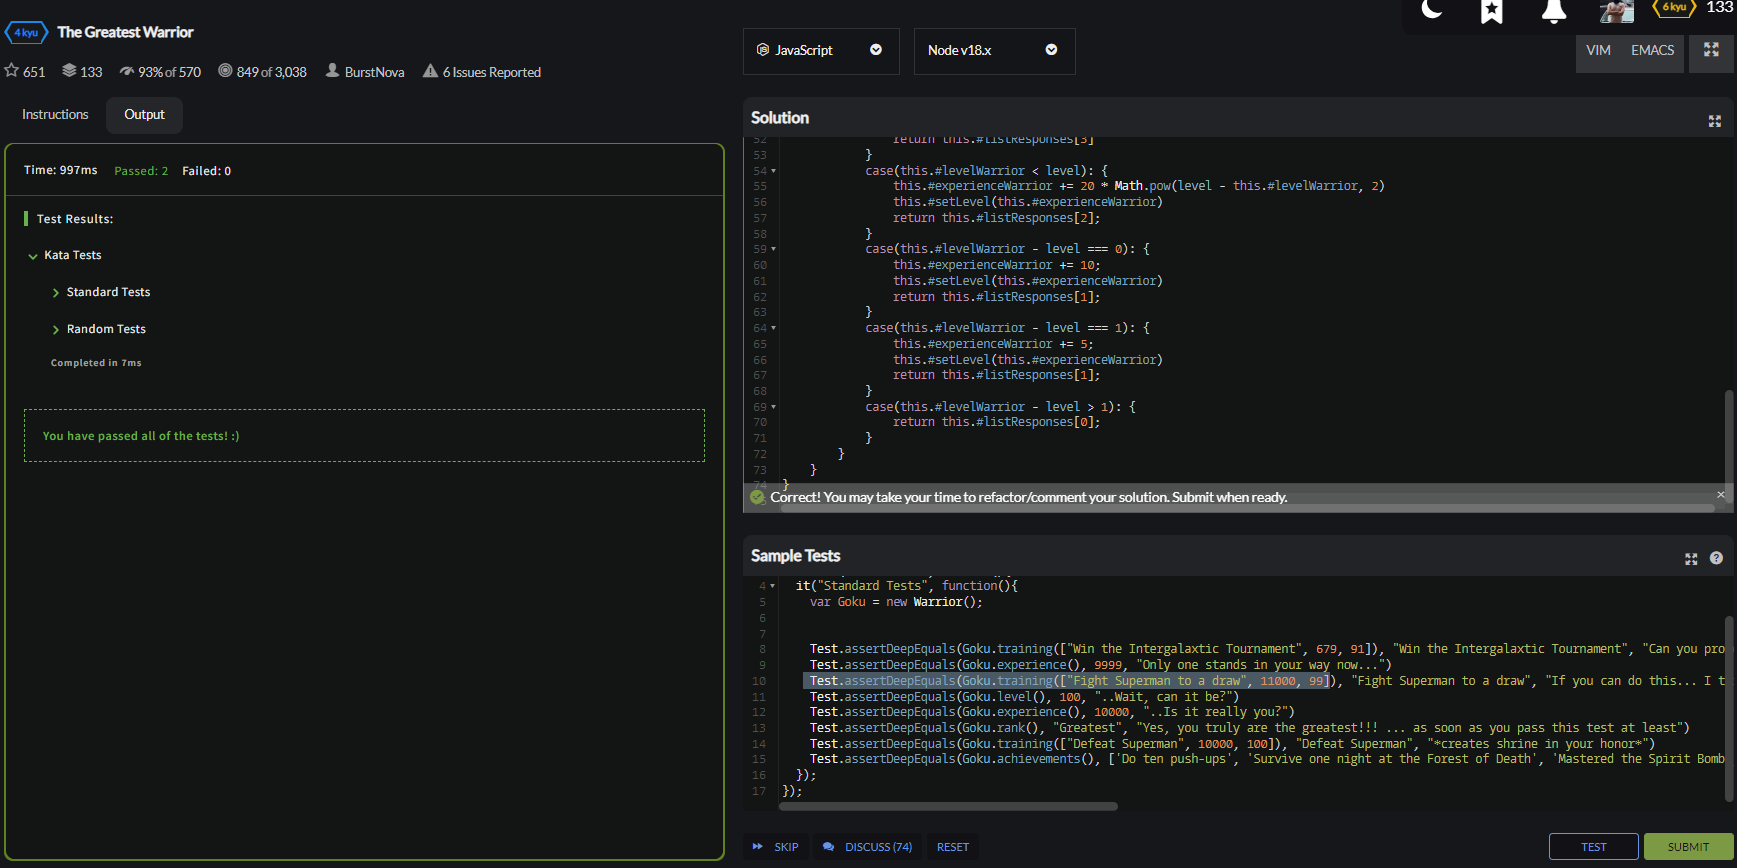 4 kyu The Greatest Warrior
651 133 93% of 570 849 of 3,038 BurstNova 6 Issues Reported
Instructions Output
Time: 997ms Passed: 2 Failed: 0
Test Results:
Kata Tests
Standard Tests
Random Tests
Completed in 7ms
You have passed all of the tests! :)
6 kyu 133
JavaScript Node v18.x VIM EMACS
Solution
52 return this.#listResponses[3]
53 }
54 case(this.#levelWarrior < level): {
55 this.#experienceWarrior += 20 * Math.pow(level - this.#levelWarrior, 2)
56 this.#setLevel(this.#experienceWarrior)
57 return this.#listResponses[2];
58 }
59 case(this.#levelWarrior - level === 0): {
60 this.#experienceWarrior += 10;
61 this.#setLevel(this.#experienceWarrior)
62 return this.#listResponses[1];
63 }
64 case(this.#levelWarrior - level === 1): {
65 this.#experienceWarrior += 5;
66 this.#setLevel(this.#experienceWarrior)
67 return this.#listResponses[1];
68 }
69 case(this.#levelWarrior - level > 1): {
70 return this.#listResponses[0];
71 }
72 }
73 }
74 }
Correct! You may take your time to refactor/comment your solution. Submit when ready.
Sample Tests
4 it("Standard Tests", function(){
5 var Goku = new Warrior();
6
7
8 Test.assertDeepEquals(Goku.training(["Win the Intergalaxtic Tournament", 679, 91]), "Win the Intergalaxtic Tournament", "Can you pro
9 Test.assertDeepEquals(Goku.experience(), 9999, "Only one stands in your way now...")
10 Test.assertDeepEquals(Goku.training(["Fight Superman to a draw", 11000, 99]), "Fight Superman to a draw", "If you can do this... I t
11 Test.assertDeepEquals(Goku.level(), 100, "..Wait, can it be?")
12 Test.assertDeepEquals(Goku.experience(), 10000, "..Is it really you?")
13 Test.assertDeepEquals(Goku.rank(), "Greatest", "Yes, you truly are the greatest!!! ... as soon as you pass this test at least")
14 Test.assertDeepEquals(Goku.training(["Defeat Superman", 10000, 100]), "Defeat Superman", "*creates shrine in your honor*")
15 Test.assertDeepEquals(Goku.achievements(), ['Do ten push-ups', 'Survive one night at the Forest of Death', 'Mastered the Spirit Bomb
16 });
17 });
SKIP DISCUSS (74) RESET TEST SUBMIT